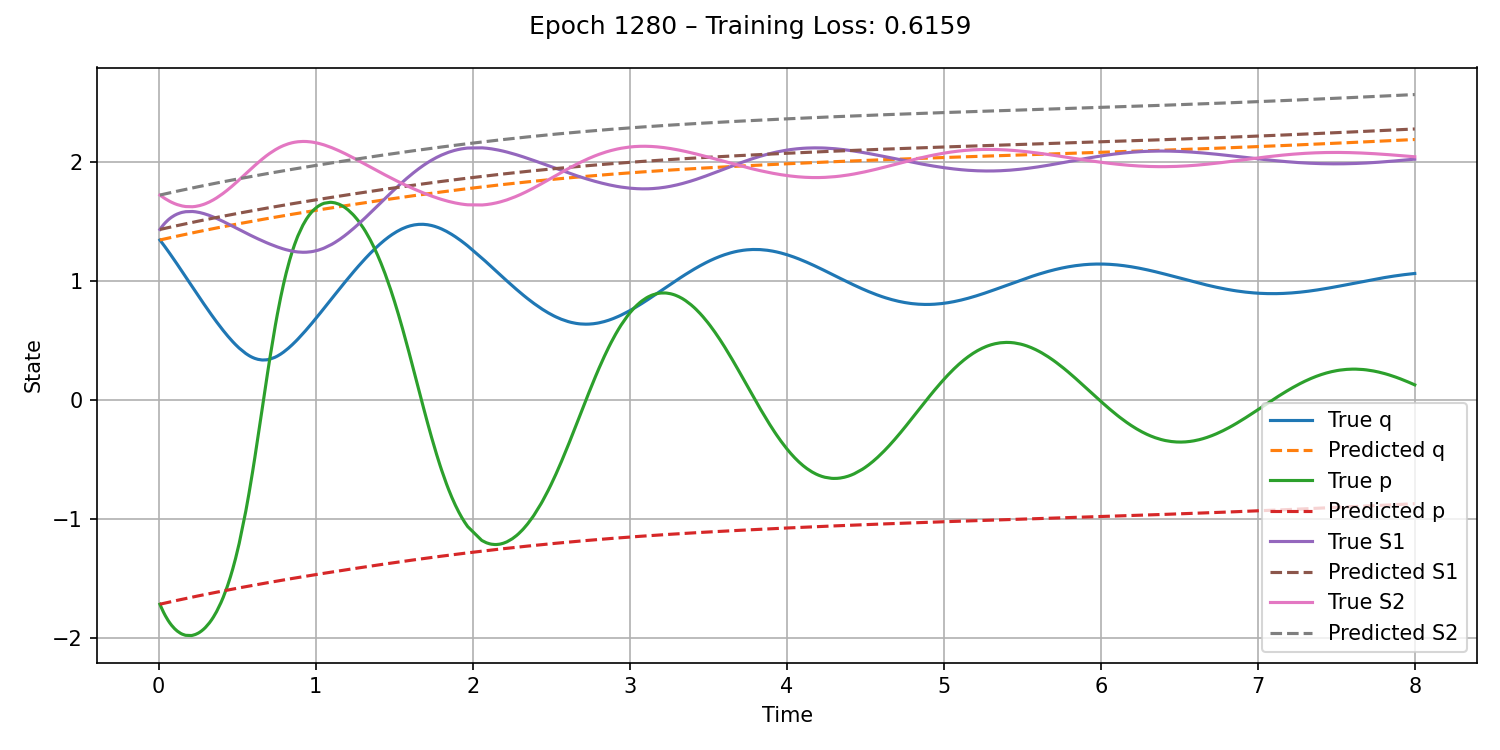 Epoch 1280 – Training Loss: 0.6159
State
2
1
0
−1
−2
0 1 2 3 4 5 6 7 8
Time
True q
Predicted q
True p
Predicted p
True S1
Predicted S1
True S2
Predicted S2